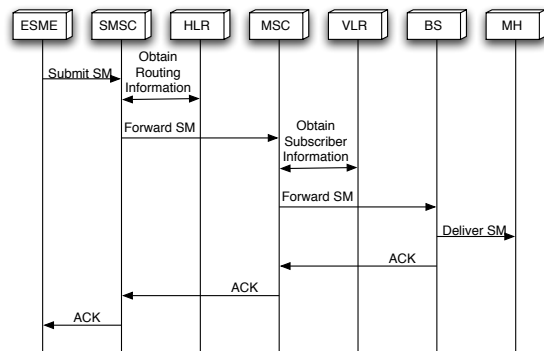 ESME
SMSC
HLR
MSC
VLR
BS
MH
Submit SM
Obtain
Routing
Information
Forward SM
Obtain
Subscriber
Information
Forward SM
Deliver SM
ACK
ACK
ACK